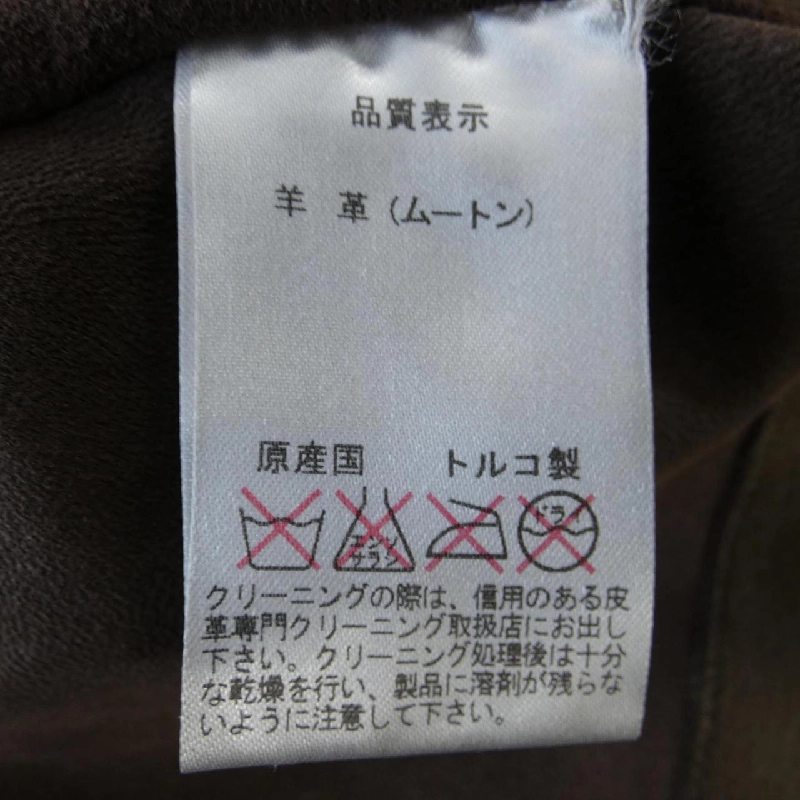 品質表示
羊 革（ムートン）
原産国 トルコ製
エンソ ドライ
サラシ
クリーニングの際は、信用のある皮
革専門クリーニング取扱店にお出し
下さい。クリーニング処理後は十分
な乾燥を行い、製品に溶剤が残らな
いように注意して下さい。